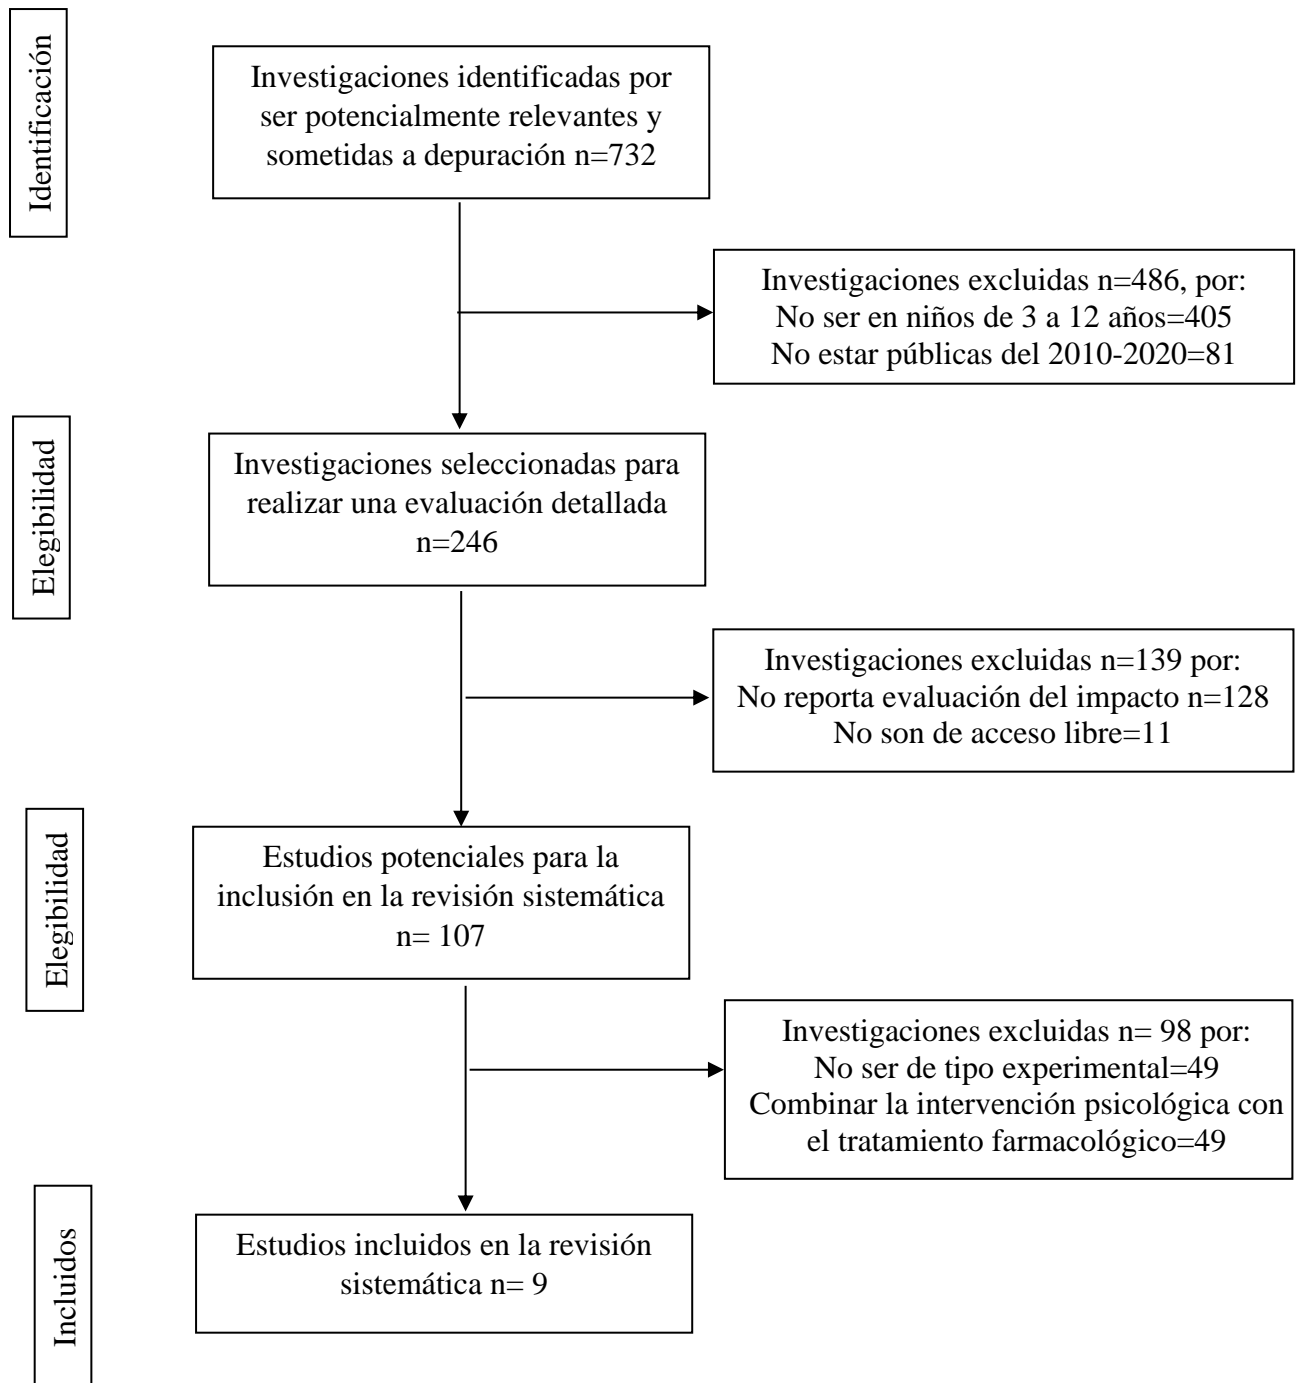 Identificación
Investigaciones identificadas por
ser potencialmente relevantes y
sometidas a depuración n=732
Investigaciones excluidas n=486, por:
No ser en niños de 3 a 12 años=405
No estar públicas del 2010-2020=81
Elegibilidad
Investigaciones seleccionadas para
realizar una evaluación detallada
n=246
Investigaciones excluidas n=139 por:
No reporta evaluación del impacto n=128
No son de acceso libre=11
Elegibilidad
Estudios potenciales para la
inclusión en la revisión sistemática
n= 107
Investigaciones excluidas n= 98 por:
No ser de tipo experimental=49
Combinar la intervención psicológica con
el tratamiento farmacológico=49
Incluidos
Estudios incluidos en la revisión
sistemática n= 9